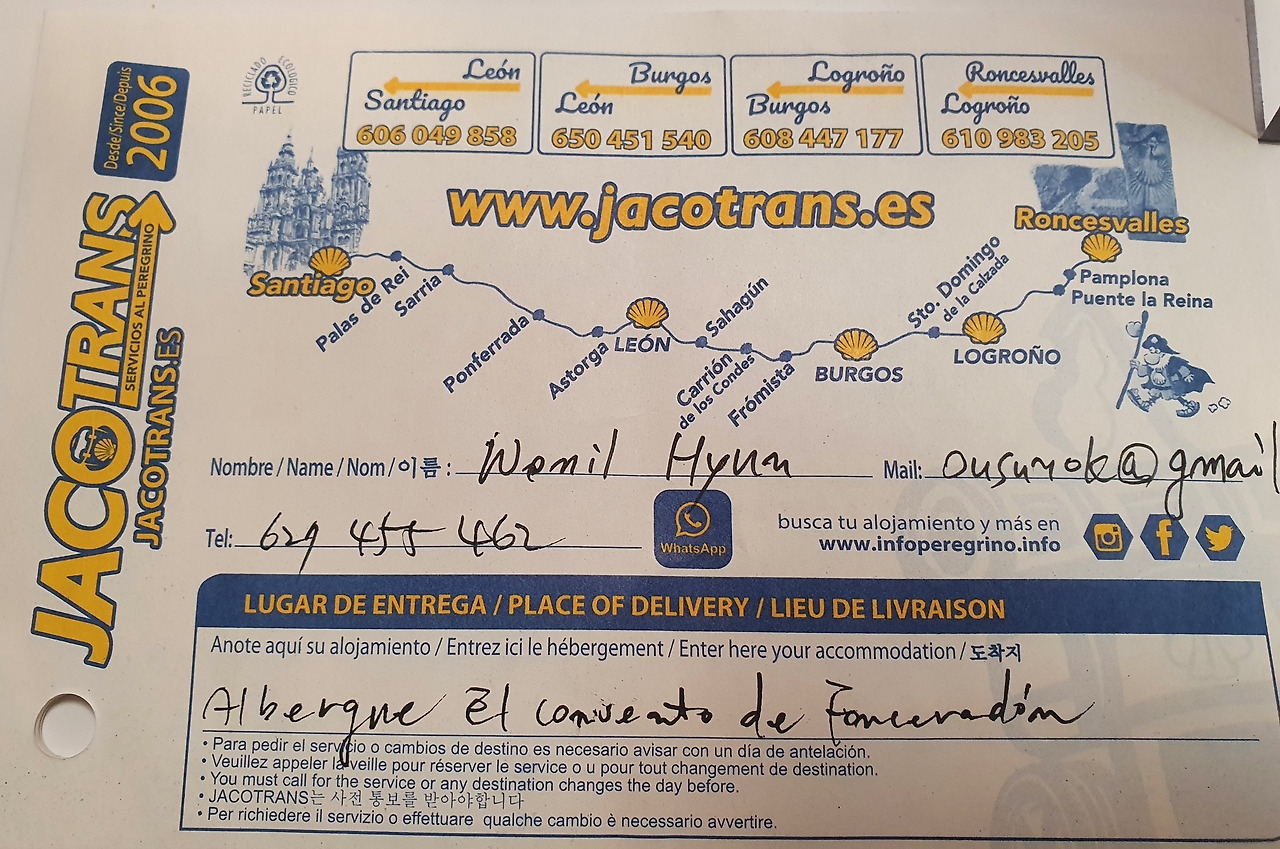 Desde/Since/Depuis
2006
JACOTRANS
SERVICIOS AL PEREGRINO
JACOTRANS.ES
RECICLADO ECOLOGICO
PAPEL
León
Santiago
606 049 858
Burgos
León
650 451 540
Logroño
Burgos
608 447 177
Roncesvalles
Logroño
610 983 205
www.jacotrans.es
Santiago
Palas de Rei
Sarria
Ponferrada
Astorga
LEÓN
Sahagún
Carrión
de los Condes
Frómista
BURGOS
Sto. Domingo
de la Calzada
LOGROÑO
Puente la Reina
Pamplona
Roncesvalles
Nombre / Name / Nom / 이름 : Wonil Hyun Mail: ousunok@gmail
Tel: 629 455 462
WhatsApp
busca tu alojamiento y más en
www.infoperegrino.info
LUGAR DE ENTREGA / PLACE OF DELIVERY / LIEU DE LIVRAISON
Anote aquí su alojamiento / Entrez ici le hébergement / Enter here your accommodation / 도착지
Albergue El convento de Foncevadón
• Para pedir el servicio o cambios de destino es necesario avisar con un día de antelación.
• Veuillez appeler la veille pour réserver le service o u pour tout changement de destination.
• You must call for the service or any destination changes the day before.
• JACOTRANS는 사전 통보를 받아야합니다
• Per richiedere il servizio o effettuare qualche cambio è necessario avvertire.